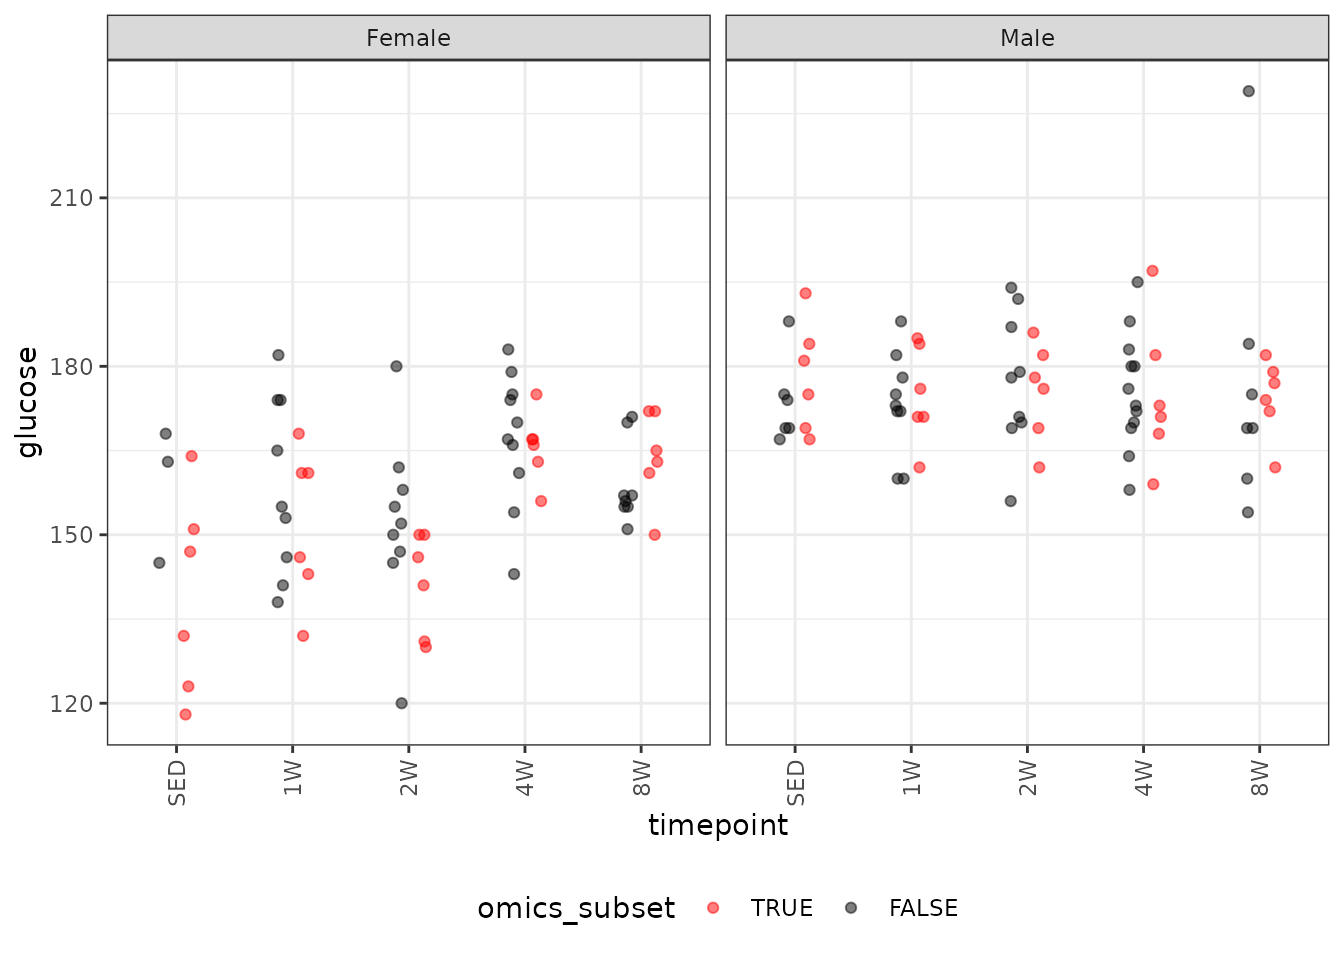 Female
Male
glucose
210
180
150
120
SED
1W
2W
4W
8W
SED
1W
2W
4W
8W
timepoint
omics_subset TRUE FALSE